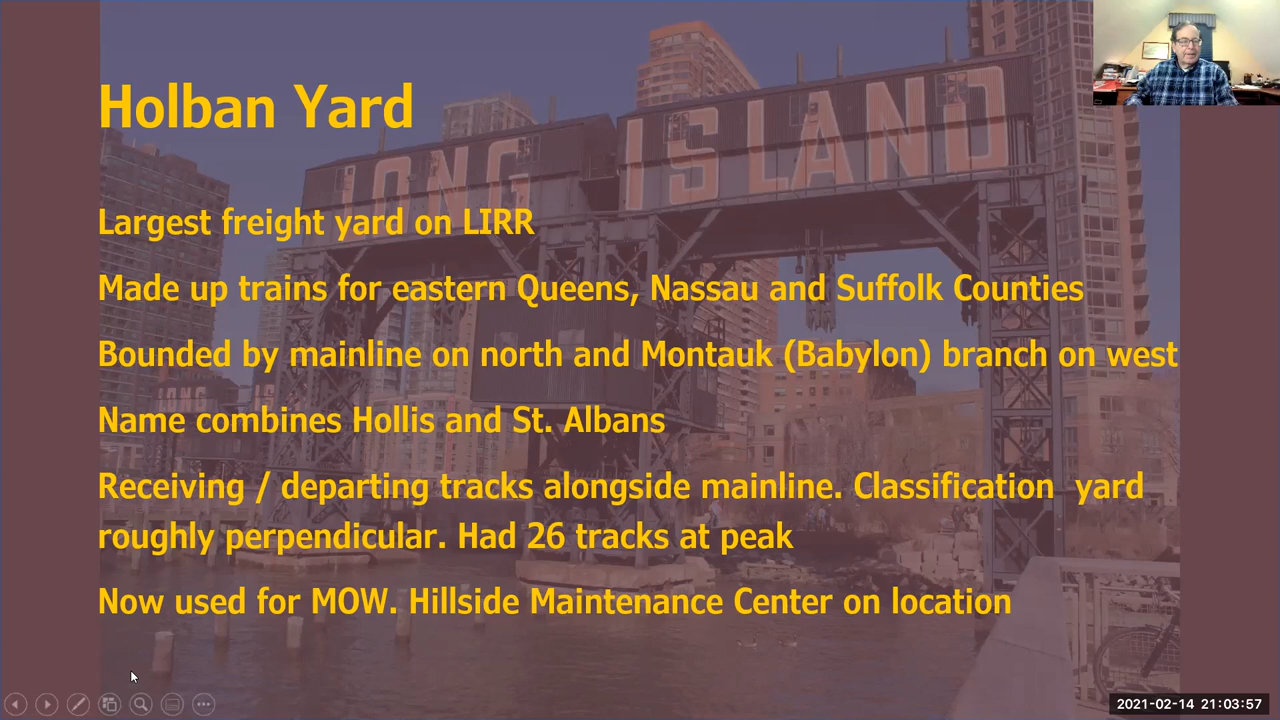 Holban Yard
LONG ISLAND
Largest freight yard on LIRR
Made up trains for eastern Queens, Nassau and Suffolk Counties
Bounded by mainline on north and Montauk (Babylon) branch on west
Name combines Hollis and St. Albans
Receiving / departing tracks alongside mainline. Classification yard
roughly perpendicular. Had 26 tracks at peak
Now used for MOW. Hillside Maintenance Center on location
2021-02-14 21:03:57